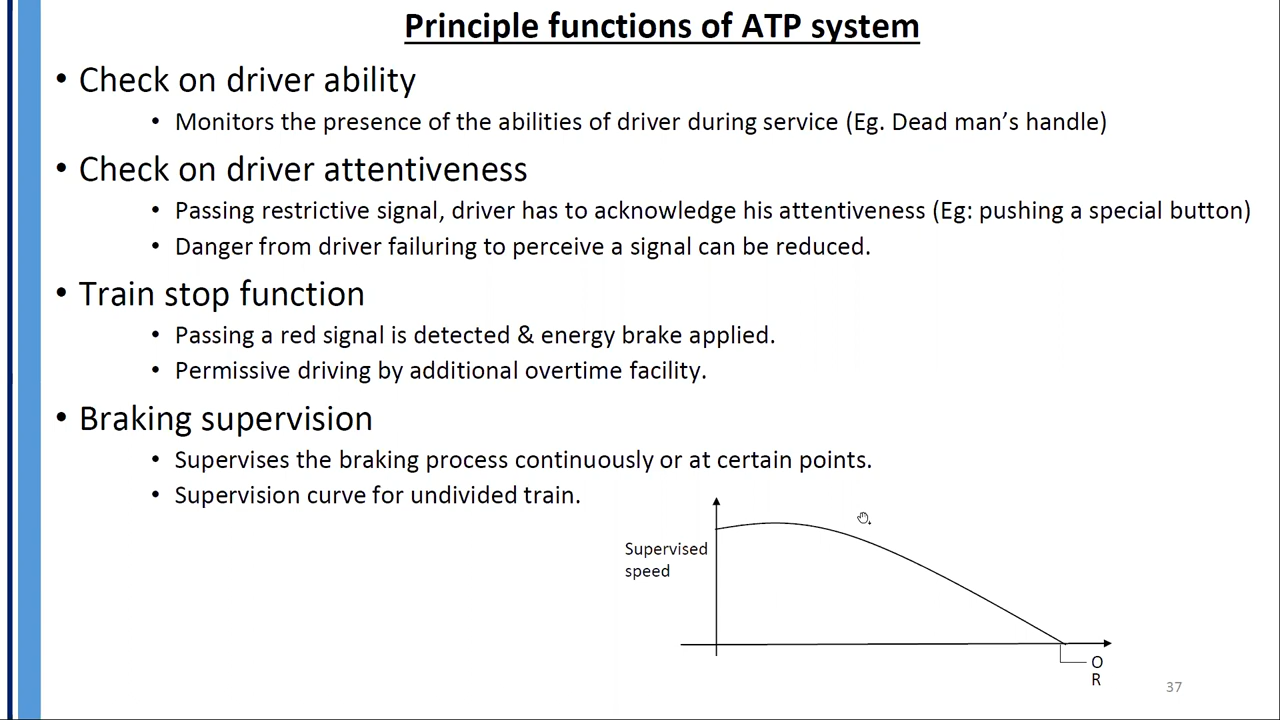 Principle functions of ATP system
• Check on driver ability
• Monitors the presence of the abilities of driver during service (Eg. Dead man's handle)
• Check on driver attentiveness
• Passing restrictive signal, driver has to acknowledge his attentiveness (Eg: pushing a special button)
• Danger from driver failuring to perceive a signal can be reduced.
• Train stop function
• Passing a red signal is detected & energy brake applied.
• Permissive driving by additional overtime facility.
• Braking supervision
• Supervises the braking process continuously or at certain points.
• Supervision curve for undivided train.
Supervised
speed
O
R
37